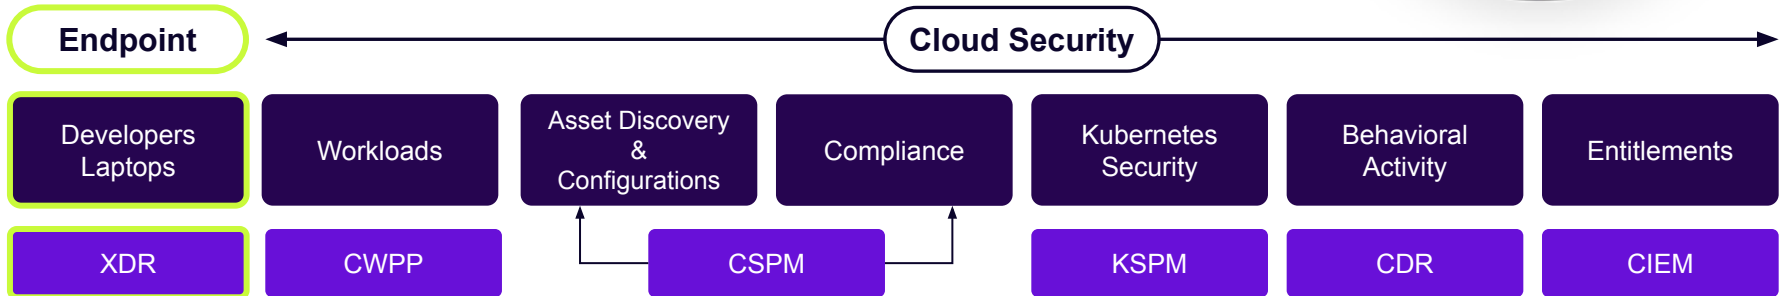 Endpoint
Cloud Security
Developers
Laptops
Workloads
Asset Discovery
&
Configurations
Compliance
Kubernetes
Security
Behavioral
Activity
Entitlements
XDR
CWPP
CSPM
KSPM
CDR
CIEM